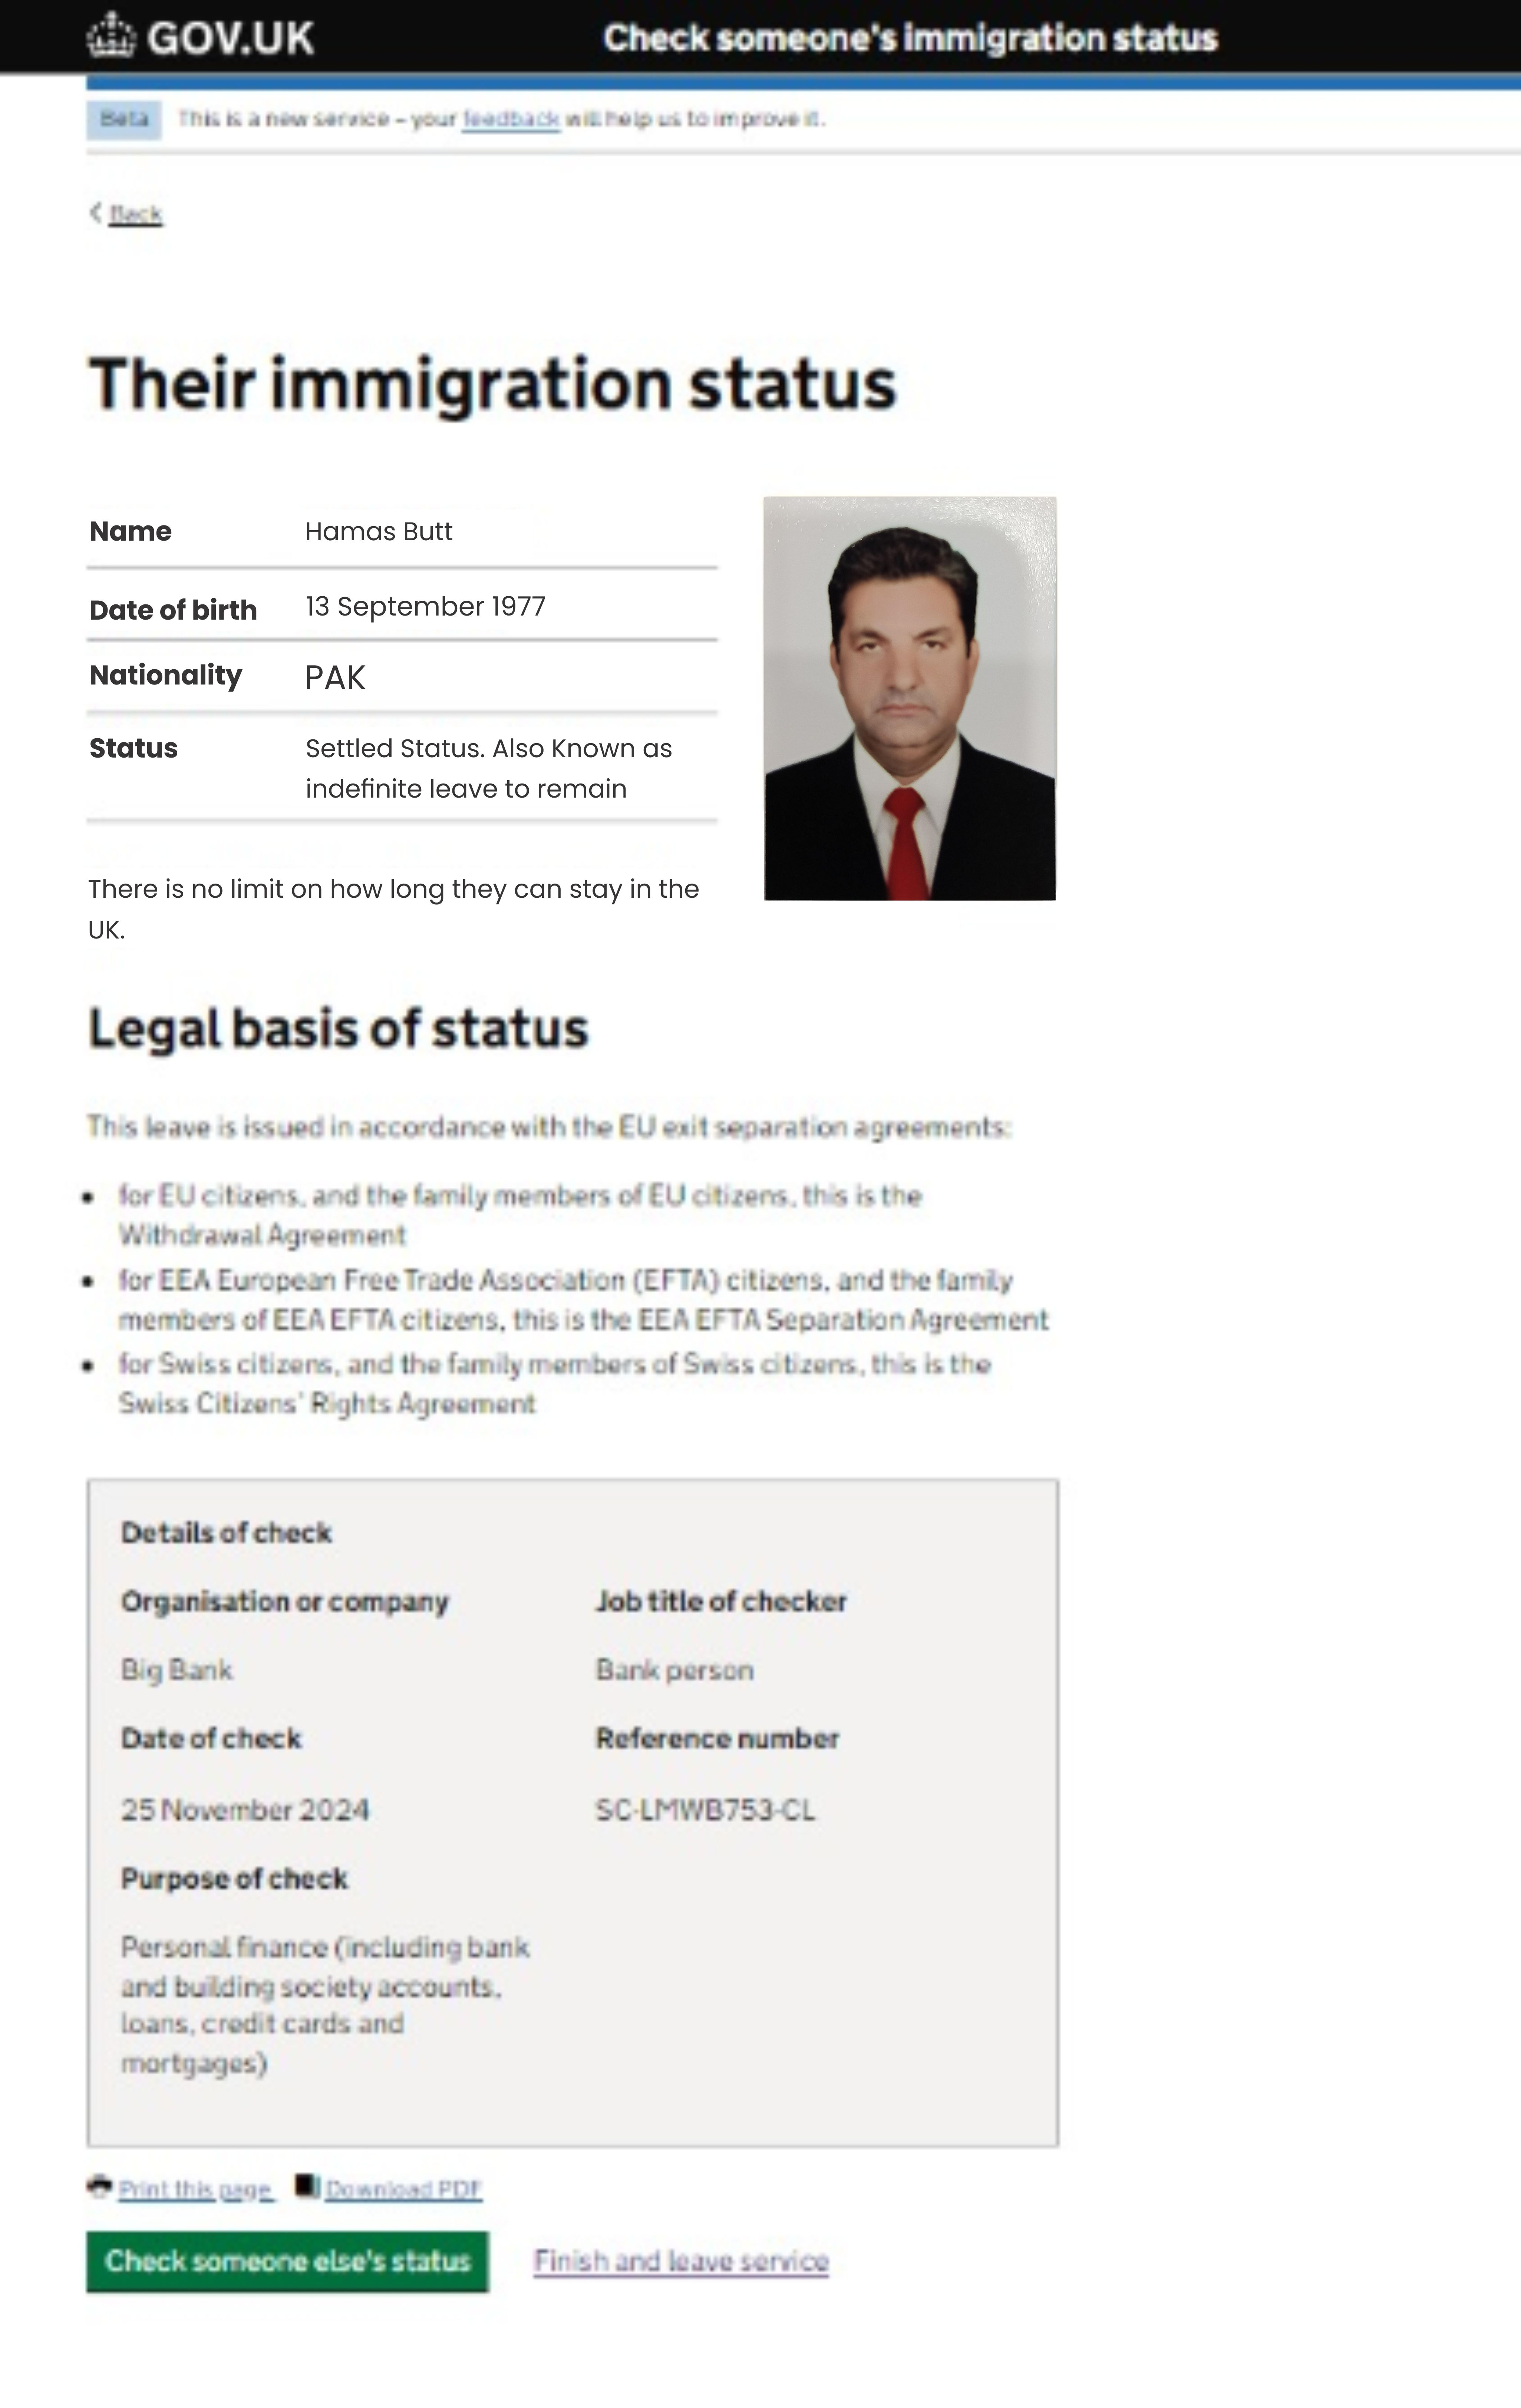 GOV.UK
Check someone's immigration status
Beta This is a new service – your feedback will help us to improve it.
Back
Their immigration status
Name Hamas Butt
Date of birth 13 September 1977
Nationality PAK
Status Settled Status. Also Known as
indefinite leave to remain
There is no limit on how long they can stay in the
UK.
Legal basis of status
This leave is issued in accordance with the EU exit separation agreements:
• for EU citizens, and the family members of EU citizens, this is the
Withdrawal Agreement
• for EEA European Free Trade Association (EFTA) citizens, and the family
members of EEA EFTA citizens, this is the EEA EFTA Separation Agreement
• for Swiss citizens, and the family members of Swiss citizens, this is the
Swiss Citizens' Rights Agreement
Details of check
Organisation or company Job title of checker
Big Bank Bank person
Date of check Reference number
25 November 2024 SC-LMWB753-CL
Purpose of check
Personal finance (including bank
and building society accounts,
loans, credit cards and
mortgages)
Print this page Download PDF
Check someone else's status Finish and leave service